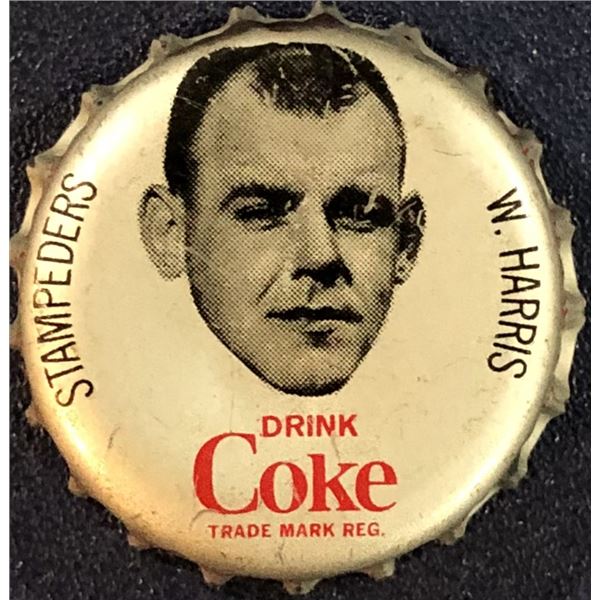 STAMPEDERS
W. HARRIS
DRINK
Coke
TRADE MARK REG.